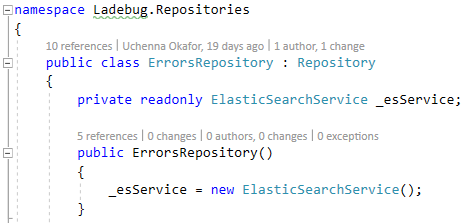 namespace Ladebug.Repositories
{
10 references | Uchenna Okafor, 19 days ago | 1 author, 1 change
public class ErrorsRepository : Repository
{
private readonly ElasticSearchService _esService;
5 references | 0 changes | 0 authors, 0 changes | 0 exceptions
public ErrorsRepository()
{
_esService = new ElasticSearchService();
}